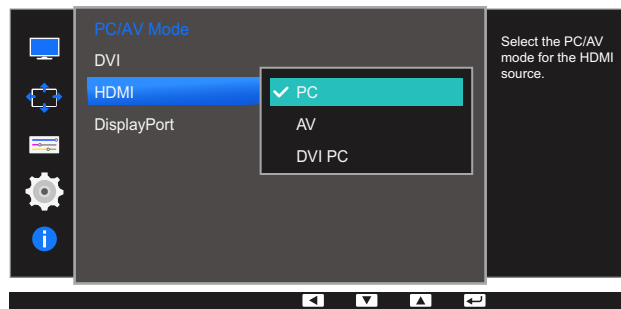 PC/AV Mode
DVI
HDMI
DisplayPort
PC
AV
DVI PC
Select the PC/AV
mode for the HDMI
source.